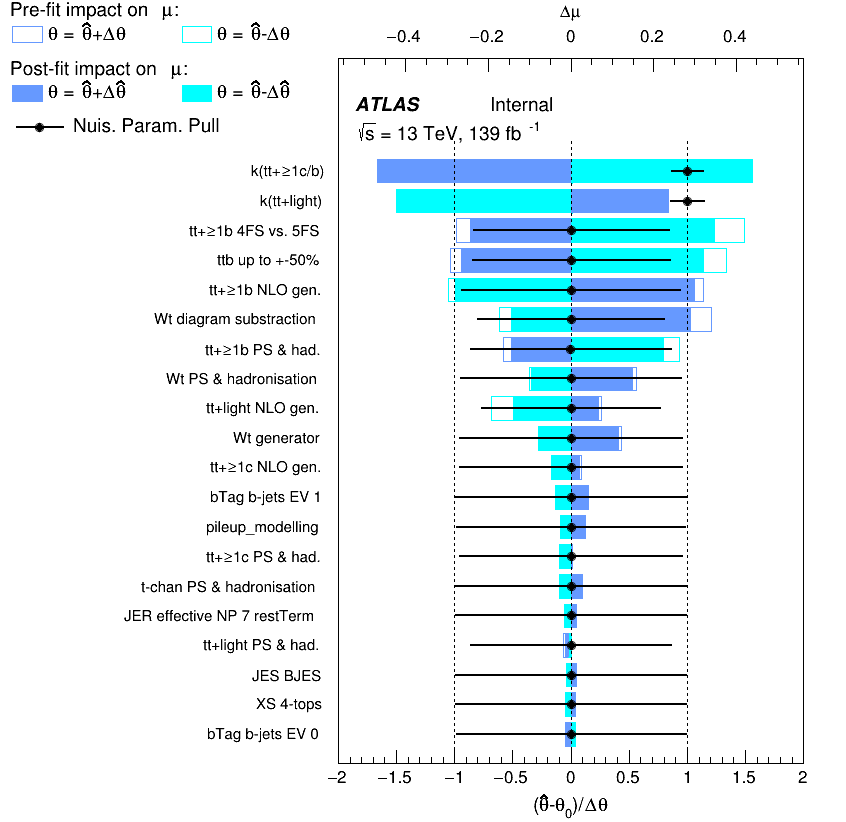 Pre-fit impact on μ:
θ = θ̂+Δθ θ = θ̂-Δθ
Post-fit impact on μ:
θ = θ̂+Δθ̂ θ = θ̂-Δθ̂
Nuis. Param. Pull
Δμ
−0.4 −0.2 0 0.2 0.4
ATLAS Internal
√s = 13 TeV, 139 fb -1
k(tt+≥1c/b)
k(tt+light)
tt+≥1b 4FS vs. 5FS
ttb up to +-50%
tt+≥1b NLO gen.
Wt diagram substraction
tt+≥1b PS & had.
Wt PS & hadronisation
tt+light NLO gen.
Wt generator
tt+≥1c NLO gen.
bTag b-jets EV 1
pileup_modelling
tt+≥1c PS & had.
t-chan PS & hadronisation
JER effective NP 7 restTerm
tt+light PS & had.
JES BJES
XS 4-tops
bTag b-jets EV 0
−2 −1.5 −1 −0.5 0 0.5 1 1.5 2
(θ̂-θ₀)/Δθ